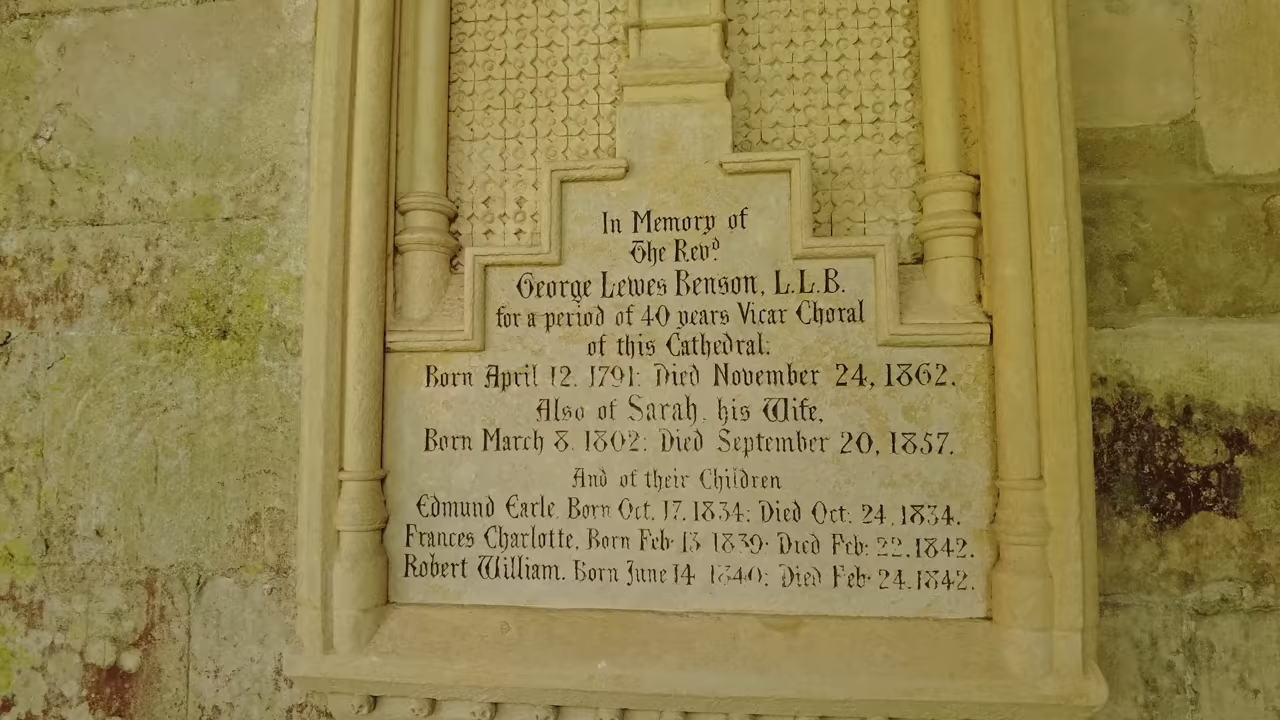 In Memory of
The Revd.
George Lewes Benson, L.L.B.
for a period of 40 years Vicar Choral
of this Cathedral:
Born April 12. 1791: Died November 24, 1862.
Also of Sarah, his Wife,
Born March 8. 1802: Died September 20, 1857.
And of their Children
Edmund Earle. Born Oct. 17. 1834: Died Oct: 24. 1834.
Frances Charlotte, Born Feb: 13 1839: Died Feb: 22. 1842.
Robert William. Born June 14 1840: Died Feb: 24. 1842.